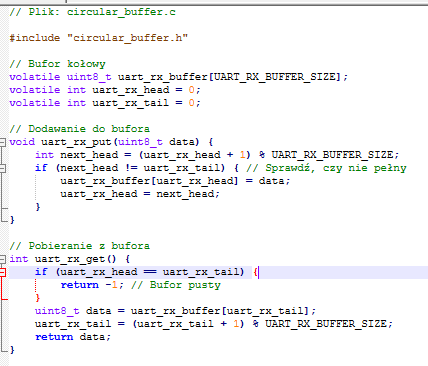 // Plik: circular_buffer.c
#include "circular_buffer.h"
// Bufor kołowy
volatile uint8_t uart_rx_buffer[UART_RX_BUFFER_SIZE];
volatile int uart_rx_head = 0;
volatile int uart_rx_tail = 0;
// Dodawanie do bufora
void uart_rx_put(uint8_t data) {
    int next_head = (uart_rx_head + 1) % UART_RX_BUFFER_SIZE;
    if (next_head != uart_rx_tail) { // Sprawdź, czy nie pełny
        uart_rx_buffer[uart_rx_head] = data;
        uart_rx_head = next_head;
    }
}
// Pobieranie z bufora
int uart_rx_get() {
    if (uart_rx_head == uart_rx_tail) {
        return -1; // Bufor pusty
    }
    uint8_t data = uart_rx_buffer[uart_rx_tail];
    uart_rx_tail = (uart_rx_tail + 1) % UART_RX_BUFFER_SIZE;
    return data;
}